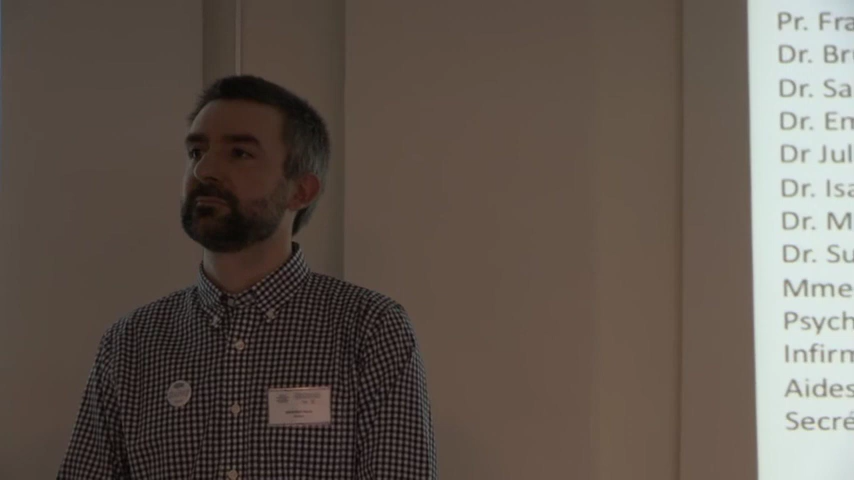 Pr. Fra
Dr. Br
Dr. Sa
Dr. Em
Dr Jul
Dr. Isa
Dr. M
Dr. Su
Mme
Psych
Infirm
Aides
Secré